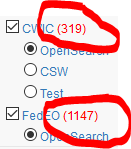 CWIC (319)
OpenSearch
CSW
Test
FedEO (1147)
OpenSearch